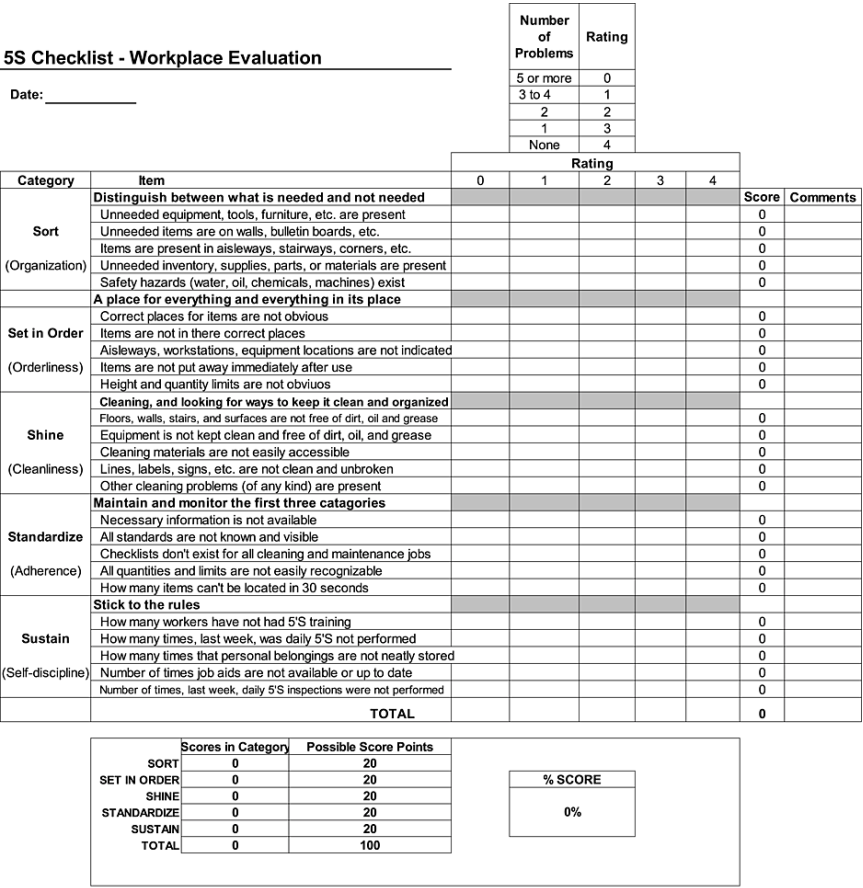 Number of Problems Rating
5 or more 0
3 to 4 1
2 2
1 3
None 4
5S Checklist - Workplace Evaluation
Date:
Rating
Category Item 0 1 2 3 4
Distinguish between what is needed and not needed Score Comments
Unneeded equipment, tools, furniture, etc. are present 0
Sort Unneeded items are on walls, bulletin boards, etc. 0
Items are present in aisleways, stairways, corners, etc. 0
(Organization) Unneeded inventory, supplies, parts, or materials are present 0
Safety hazards (water, oil, chemicals, machines) exist 0
A place for everything and everything in its place
Correct places for items are not obvious 0
Set in Order Items are not in there correct places 0
Aisleways, workstations, equipment locations are not indicated 0
(Orderliness) Items are not put away immediately after use 0
Height and quantity limits are not obviuos 0
Cleaning, and looking for ways to keep it clean and organized
Floors, walls, stairs, and surfaces are not free of dirt, oil and grease 0
Shine Equipment is not kept clean and free of dirt, oil, and grease 0
Cleaning materials are not easily accessible 0
(Cleanliness) Lines, labels, signs, etc. are not clean and unbroken 0
Other cleaning problems (of any kind) are present 0
Maintain and monitor the first three catagories
Necessary information is not available 0
Standardize All standards are not known and visible 0
Checklists don't exist for all cleaning and maintenance jobs 0
(Adherence) All quantities and limits are not easily recognizable 0
How many items can't be located in 30 seconds 0
Stick to the rules
How many workers have not had 5'S training 0
Sustain How many times, last week, was daily 5'S not performed 0
How many times that personal belongings are not neatly stored 0
(Self-discipline) Number of times job aids are not available or up to date 0
Number of times, last week, daily 5'S inspections were not performed 0
TOTAL 0
Scores in Category Possible Score Points
SORT 0 20
SET IN ORDER 0 20
SHINE 0 20
STANDARDIZE 0 20
SUSTAIN 0 20
TOTAL 0 100
% SCORE
0%